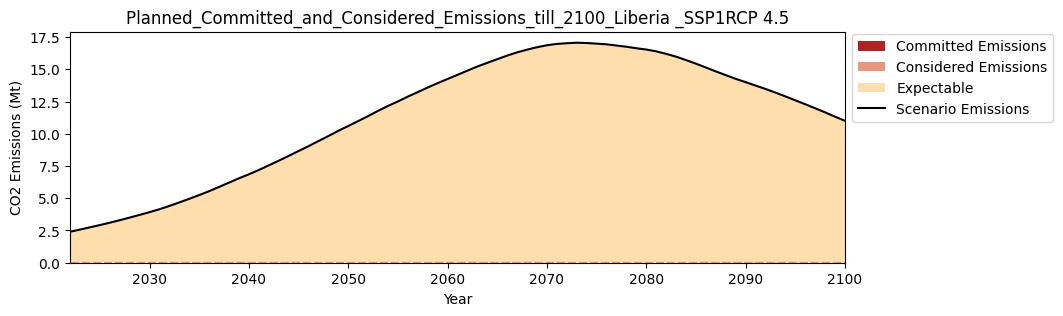 Planned_Committed_and_Considered_Emissions_till_2100_Liberia _SSP1RCP 4.5
17.5
15.0
12.5
10.0
7.5
5.0
2.5
0.0
CO2 Emissions (Mt)
2030 2040 2050 2060 2070 2080 2090 2100
Year
Committed Emissions
Considered Emissions
Expectable
Scenario Emissions